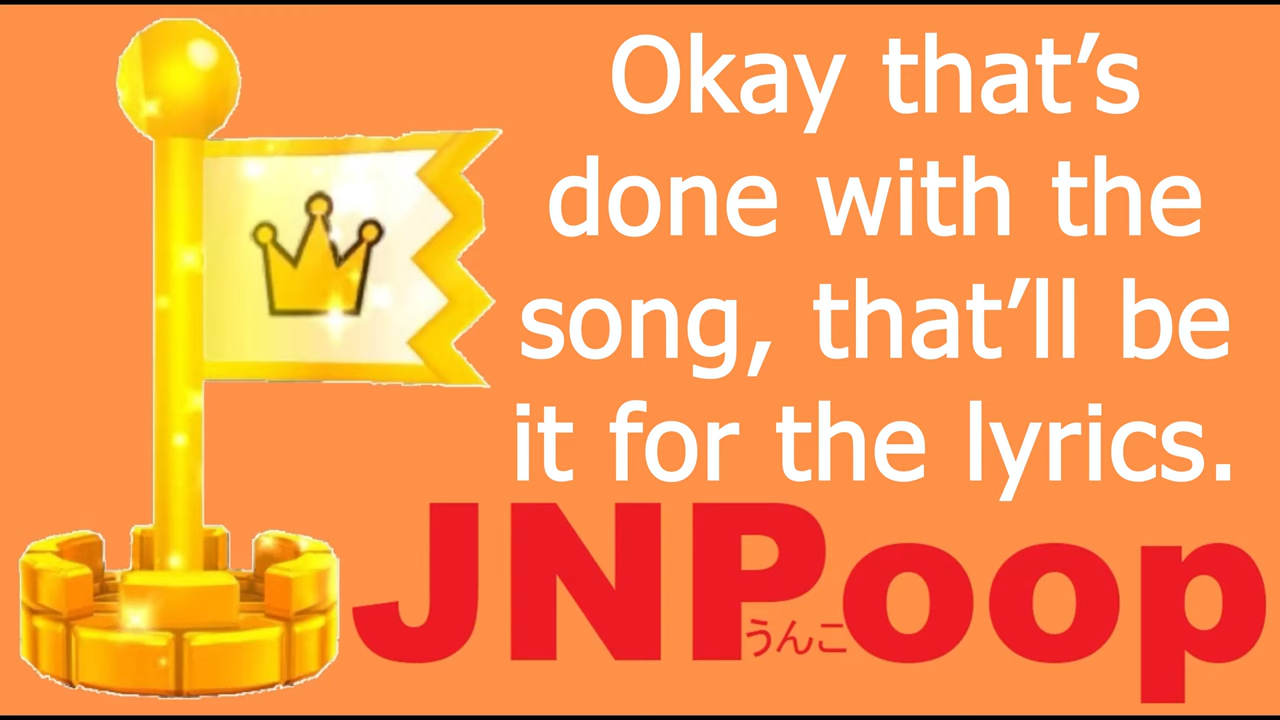 Okay that’s
done with the
song, that’ll be
it for the lyrics.
JNPoop
うんこ